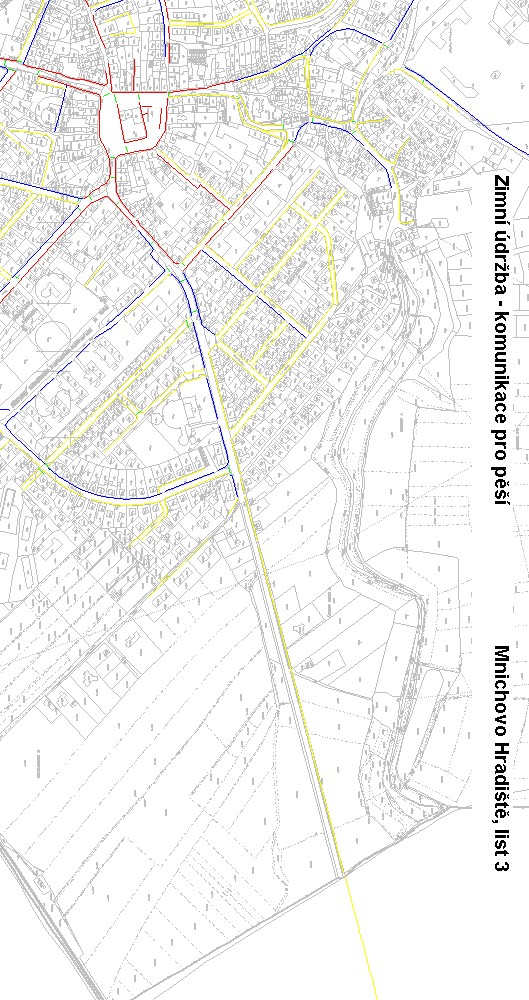 Zimní údržba - komunikace pro pěší Mnichovo Hradiště, list 3